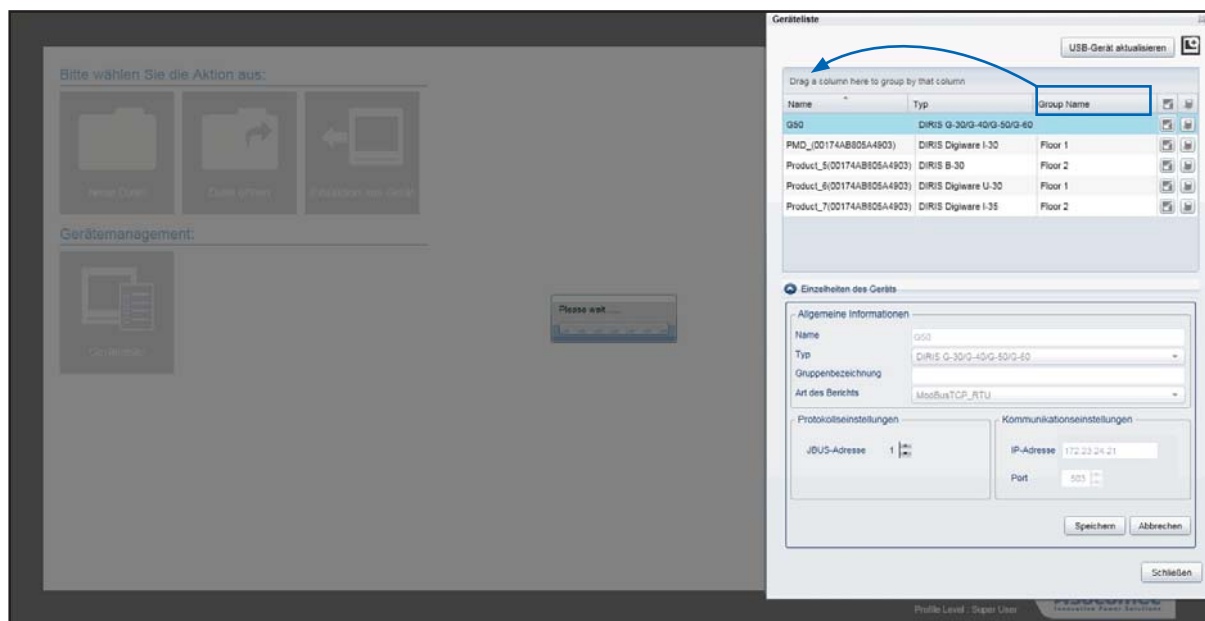 Geräteliste
USB-Gerät aktualisieren
Bitte wählen Sie die Aktion aus:
Drag a column here to group by that column
Name Typ Group Name
G50 DIRIS G-30/G-40/G-50/G-60
PMD_(00174AB805A4903) DIRIS Digiware I-30 Floor 1
Product_5(00174AB805A4903) DIRIS B-30 Floor 2
Product_6(00174AB805A4903) DIRIS Digiware U-30 Floor 1
Product_7(00174AB805A4903) DIRIS Digiware I-35 Floor 2
Neue Datei Datei öffnen
Gerätemanagement:
Einzelheiten des Geräts
Please wait.....
Allgemeine Informationen
Name G50
Typ DIRIS G-30/G-40/G-50/G-60
Gruppenbezeichnung
Art des Berichts ModBusTCP_RTU
Protokollseinstellungen
Kommunikationseinstellungen
JBUS-Adresse 1
IP-Adresse 172.23.24.21
Port 503
Speichern Abbrechen
Schließen
Profile Level : Super User
Innovative Power Solutions